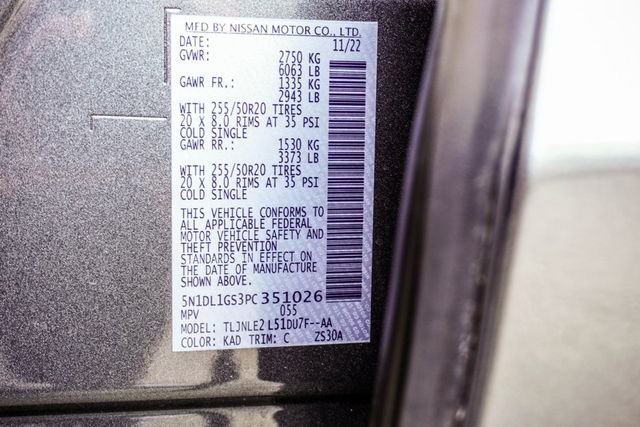 MFD BY NISSAN MOTOR CO., LTD.
DATE: 11/22
GVWR: 2750 KG
6063 LB
GAWR FR.: 1335 KG
2943 LB
WITH 255/50R20 TIRES
20 X 8.0 RIMS AT 35 PSI
COLD SINGLE
GAWR RR.: 1530 KG
3373 LB
WITH 255/50R20 TIRES
20 X 8.0 RIMS AT 35 PSI
COLD SINGLE
THIS VEHICLE CONFORMS TO
ALL APPLICABLE FEDERAL
MOTOR VEHICLE SAFETY AND
THEFT PREVENTION
STANDARDS IN EFFECT ON
THE DATE OF MANUFACTURE
SHOWN ABOVE.
5N1DL1GS3PC351026
MPV 055
MODEL: TLJNLE2 L51DU7F--AA
COLOR: KAD TRIM: C ZS30A